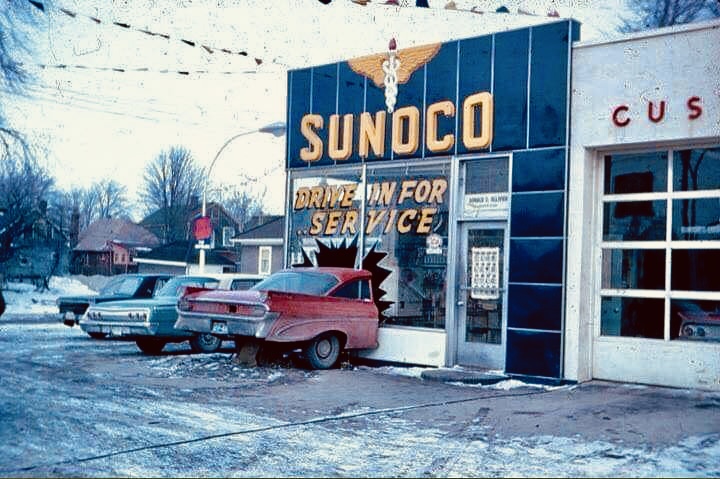 SUNOCO
DRIVE IN FOR
..SERVICE
CUS